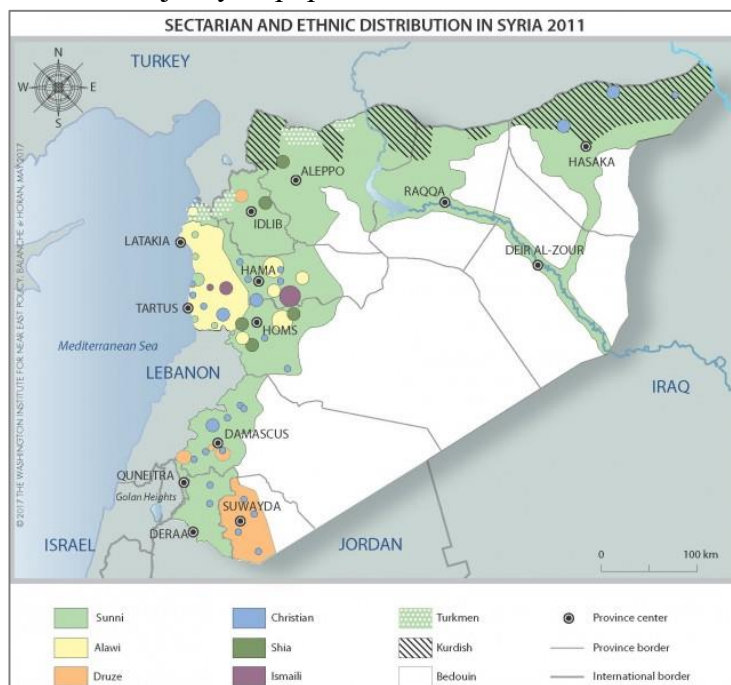 SECTARIAN AND ETHNIC DISTRIBUTION IN SYRIA 2011
TURKEY
N
W E
S
HASAKA
ALEPPO
RAQQA
IDLIB
LATAKIA
DEIR AL-ZOUR
HAMA
TARTUS
HOMS
Mediterranean Sea
LEBANON
IRAQ
DAMASCUS
QUNEITRA
Golan Heights
SUWAYDA
DERAA
ISRAEL
JORDAN
0 100 km
© 2017 THE WASHINGTON INSTITUTE FOR NEAR EAST POLICY, BALANCHE & HORAN, MAY 2017
Sunni Christian Turkmen Province center
Alawi Shia Kurdish Province border
Druze Ismaili Bedouin International border